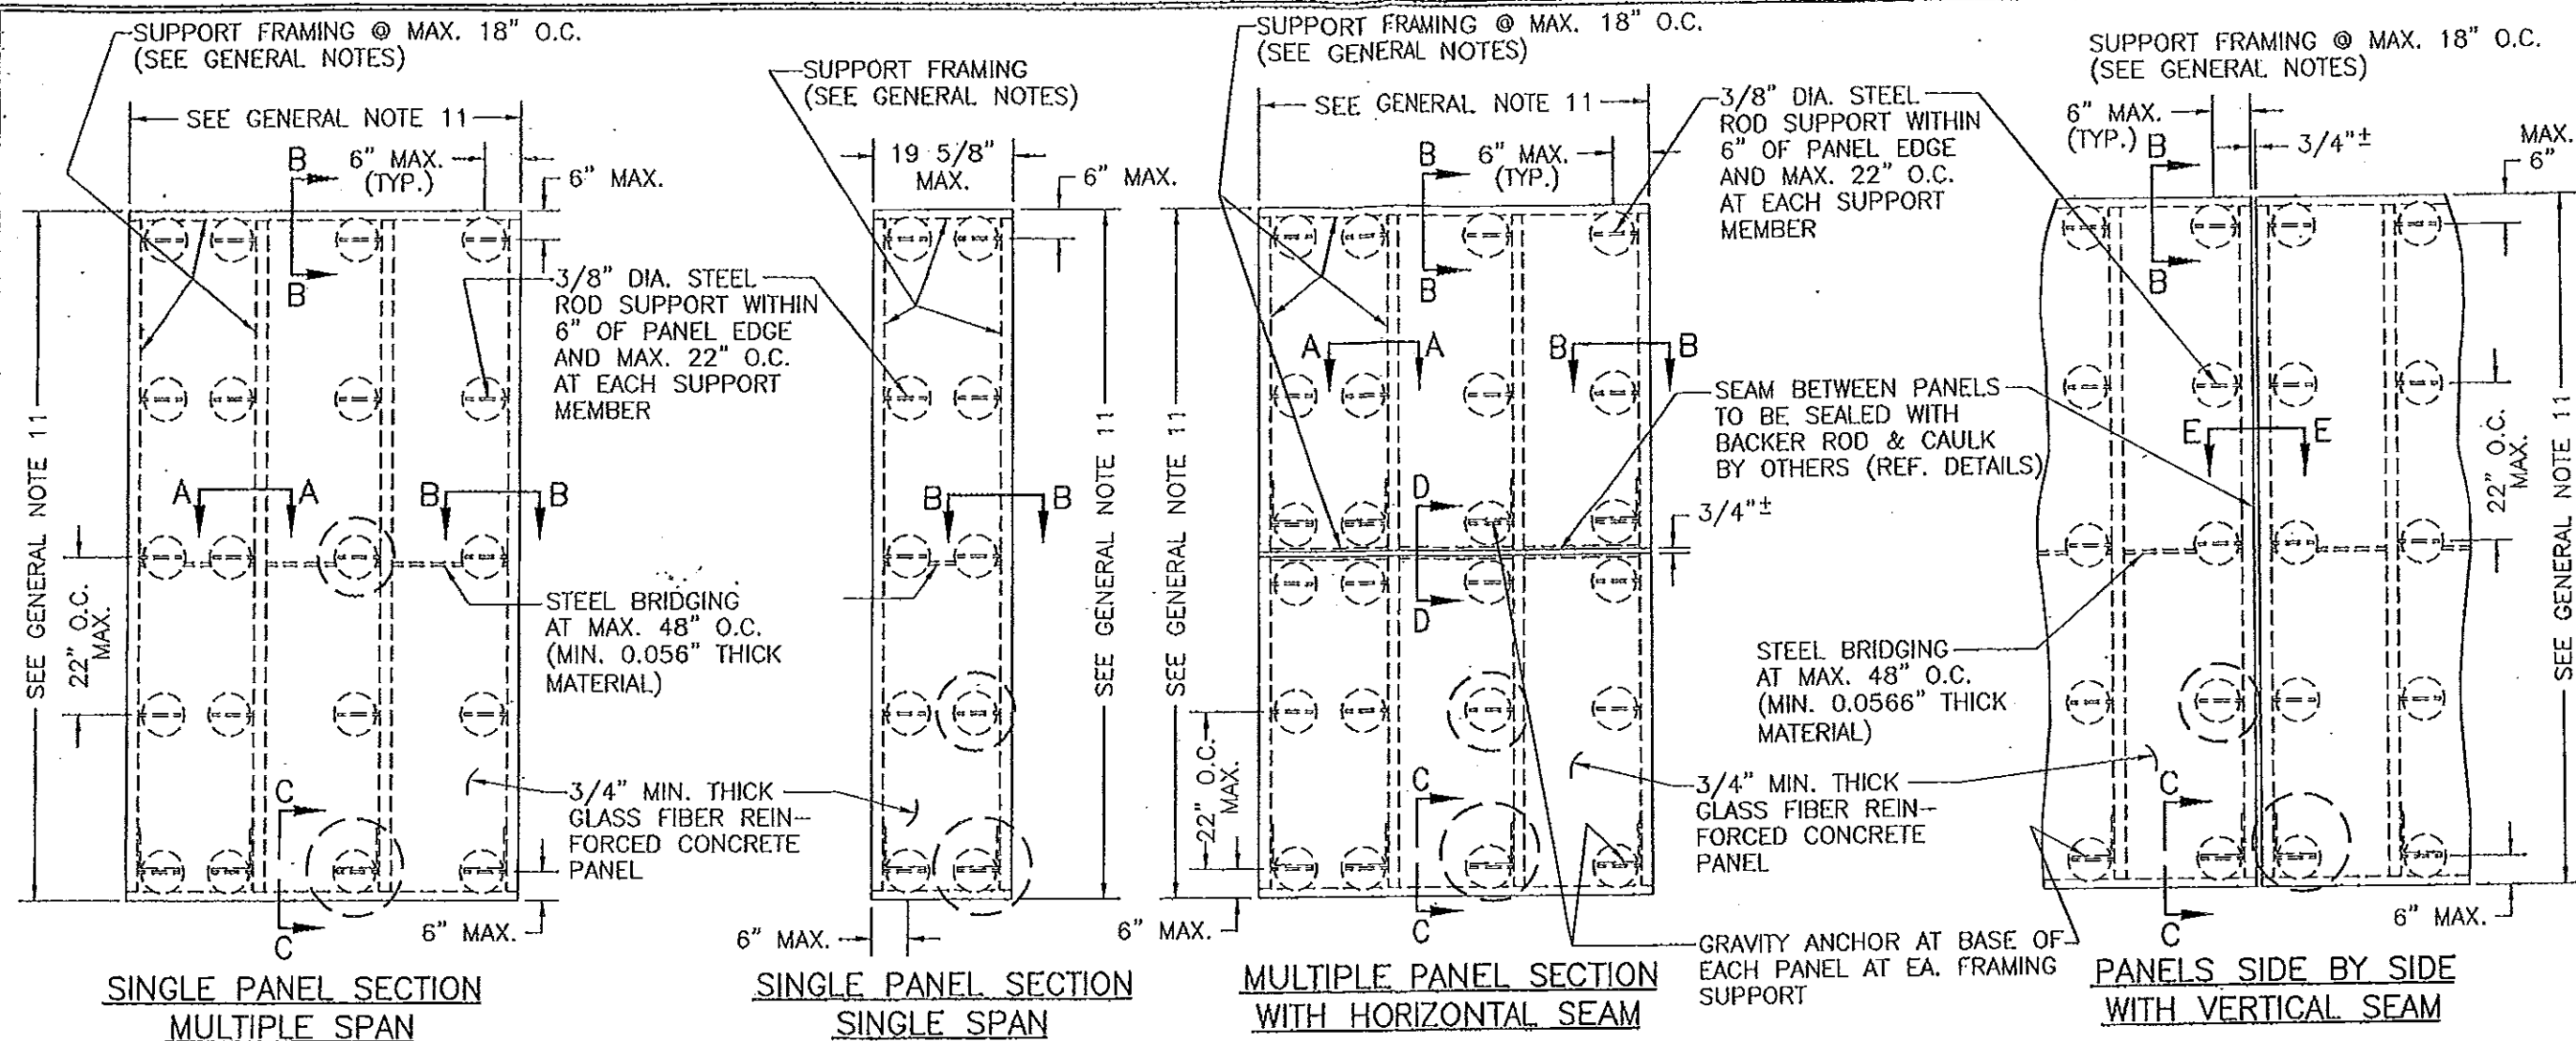 SUPPORT FRAMING @ MAX. 18" O.C.
(SEE GENERAL NOTES)
SEE GENERAL NOTE 11
B
6" MAX.
(TYP.)
6" MAX.
B
3/8" DIA. STEEL
ROD SUPPORT WITHIN
6" OF PANEL EDGE
AND MAX. 22" O.C.
AT EACH SUPPORT
MEMBER
SEE GENERAL NOTE 11
A
A
B
B
22" O.C.
MAX.
STEEL BRIDGING
AT MAX. 48" O.C.
(MIN. 0.056" THICK
MATERIAL)
3/4" MIN. THICK
GLASS FIBER REIN-
FORCED CONCRETE
PANEL
C
C
6" MAX.
SINGLE PANEL SECTION
MULTIPLE SPAN
SUPPORT FRAMING
(SEE GENERAL NOTES)
19 5/8"
MAX.
6" MAX.
B
B
SEE GENERAL NOTE 11
6" MAX.
SINGLE PANEL SECTION
SINGLE SPAN
SUPPORT FRAMING @ MAX. 18" O.C.
(SEE GENERAL NOTES)
SEE GENERAL NOTE 11
B
6" MAX.
(TYP.)
B
3/8" DIA. STEEL
ROD SUPPORT WITHIN
6" OF PANEL EDGE
AND MAX. 22" O.C.
AT EACH SUPPORT
MEMBER
SEE GENERAL NOTE 11
A
A
B
B
SEAM BETWEEN PANELS
TO BE SEALED WITH
BACKER ROD & CAULK
BY OTHERS (REF. DETAILS)
D
D
3/4"±
22" O.C.
MAX.
3/4" MIN. THICK
GLASS FIBER REIN-
FORCED CONCRETE
PANEL
C
C
6" MAX.
GRAVITY ANCHOR AT BASE OF
EACH PANEL AT EA. FRAMING
SUPPORT
MULTIPLE PANEL SECTION
WITH HORIZONTAL SEAM
SUPPORT FRAMING @ MAX. 18" O.C.
(SEE GENERAL NOTES)
6" MAX.
(TYP.)
B
B
3/4"±
MAX.
6"
E
E
22" O.C.
MAX.
SEE GENERAL NOTE 11
STEEL BRIDGING
AT MAX. 48" O.C.
(MIN. 0.0566" THICK
MATERIAL)
C
C
6" MAX.
PANELS SIDE BY SIDE
WITH VERTICAL SEAM